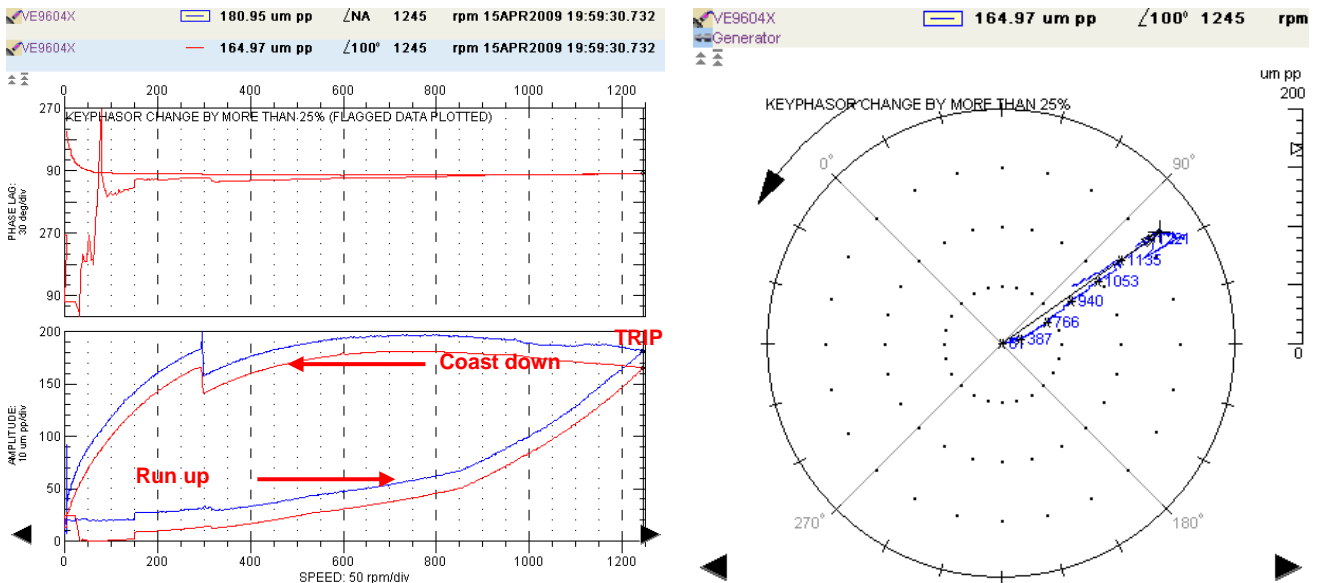 VE9604X 180.95 um pp ∠NA 1245 rpm 15APR2009 19:59:30.732
VE9604X 164.97 um pp ∠100° 1245 rpm 15APR2009 19:59:30.732
0 200 400 600 800 1000 1200
KEYPHASOR CHANGE BY MORE THAN 25% (FLAGGED DATA PLOTTED)
270
90
270
90
PHASE LAG:
30 deg/div
200
150
100
50
0
AMPLITUDE:
10 um pp/div
TRIP
Coast down
Run up
0 200 400 600 800 1000 1200
SPEED: 50 rpm/div
VE9604X 164.97 um pp ∠100° 1245 rpm
Generator
um pp
200
KEYPHASOR CHANGE BY MORE THAN 25%
0°
90°
1135
1053
940
766
387
0
270°
180°